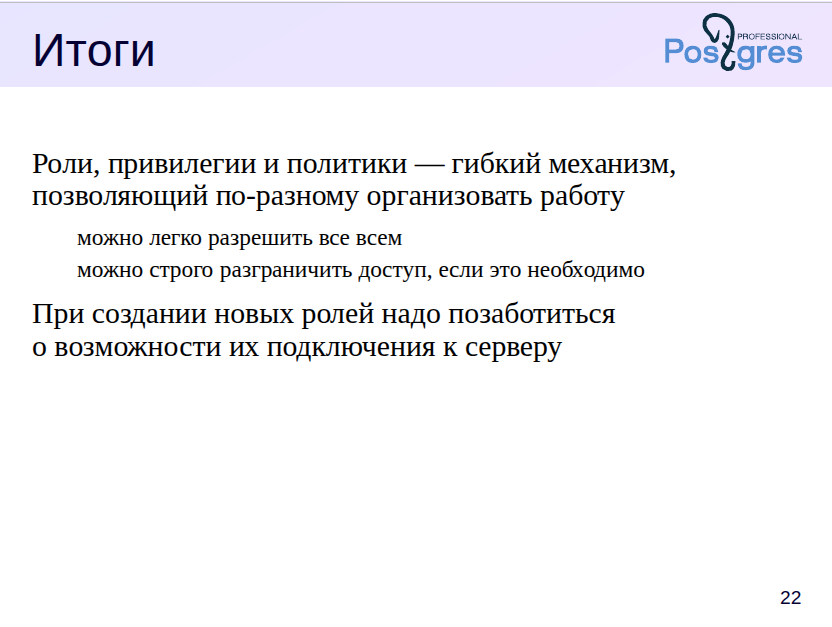 Итоги
Postgres PROFESSIONAL
Роли, привилегии и политики — гибкий механизм,
позволяющий по-разному организовать работу
можно легко разрешить все всем
можно строго разграничить доступ, если это необходимо
При создании новых ролей надо позаботиться
о возможности их подключения к серверу
22